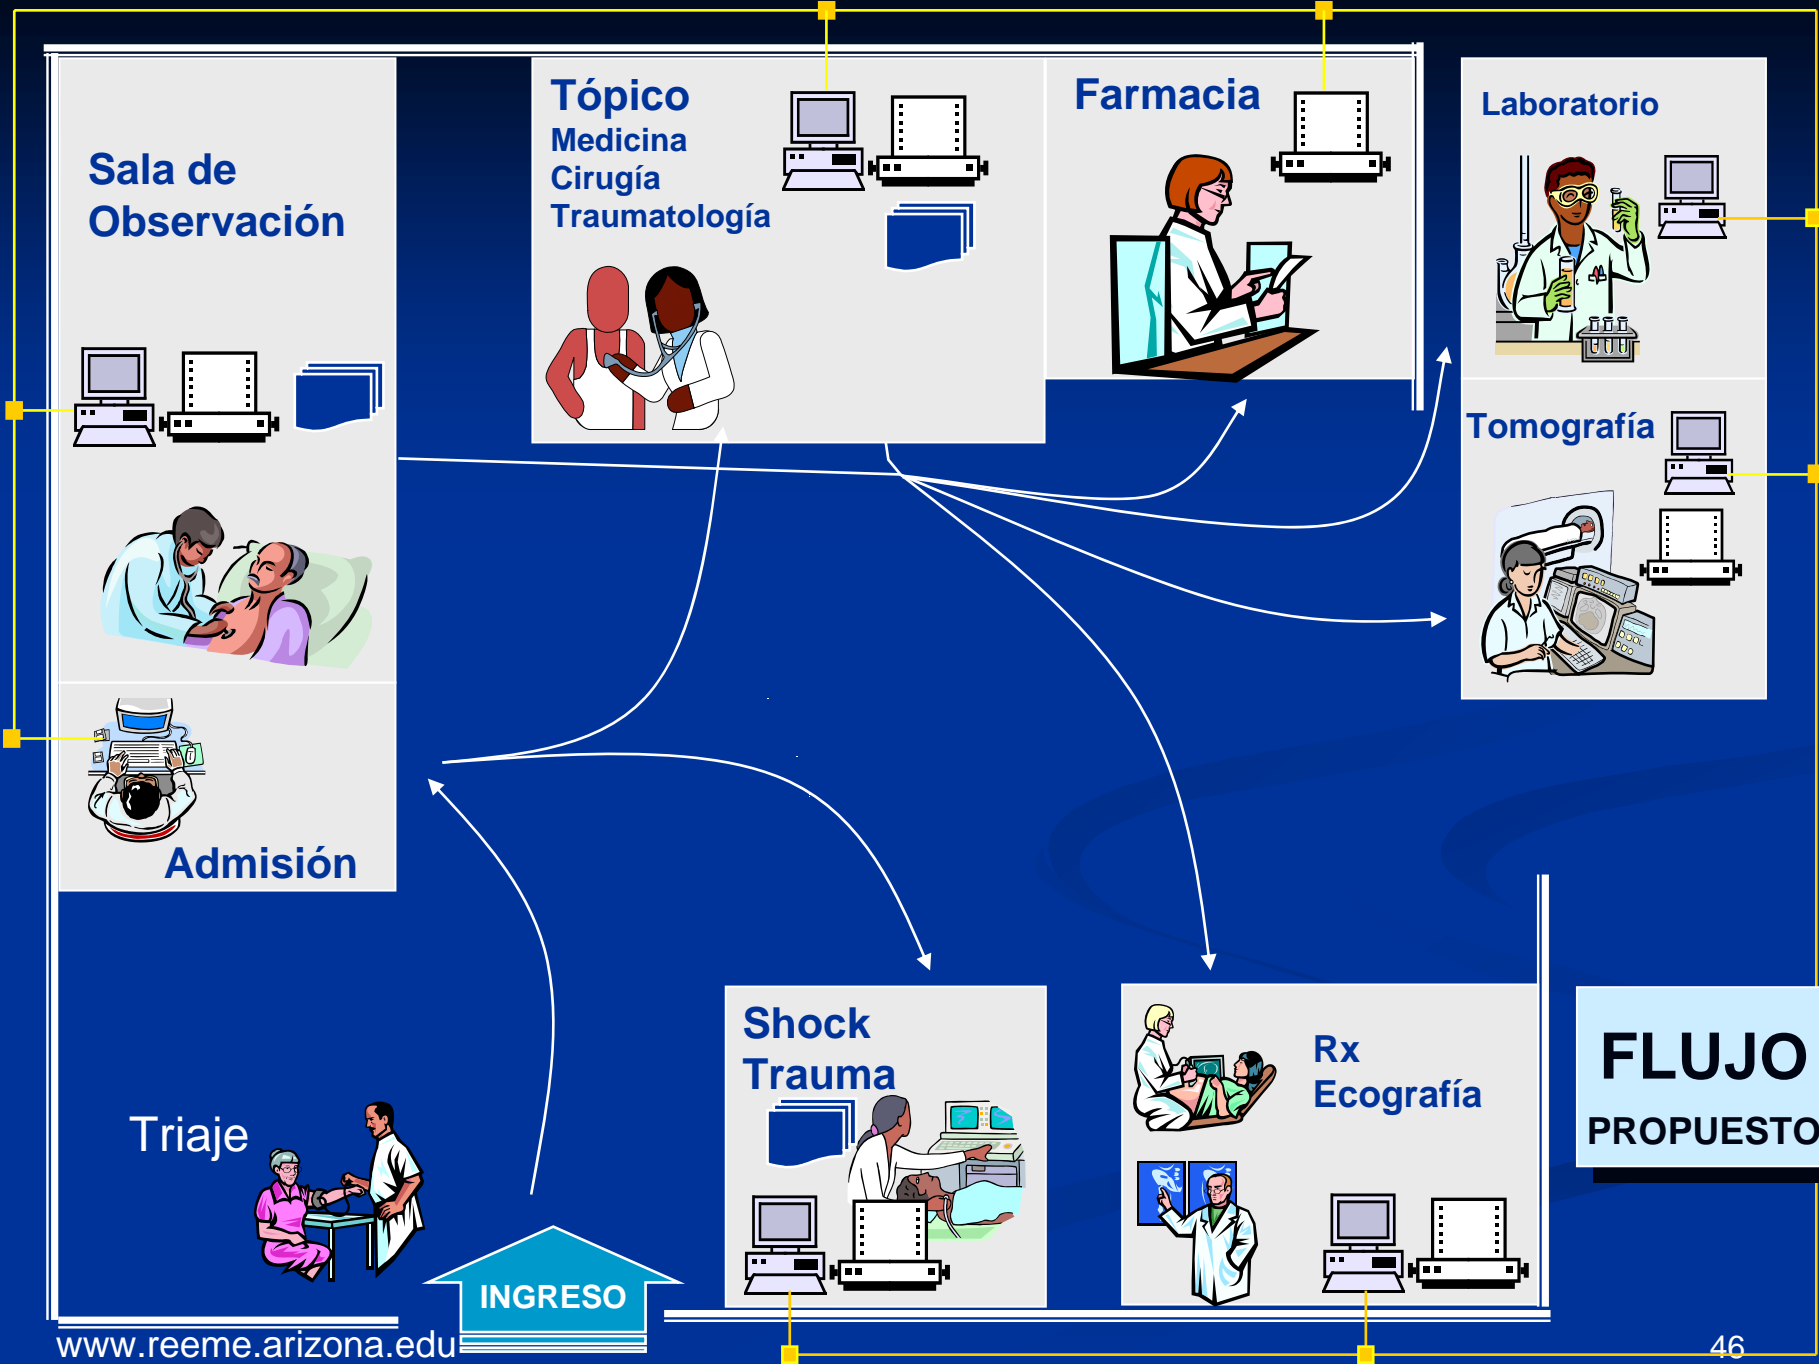 Sala de
Observación
Tópico
Medicina
Cirugía
Traumatología
Farmacia
Laboratorio
Tomografía
Admisión
Triaje
INGRESO
Shock
Trauma
Rx
Ecografía
FLUJO
PROPUESTO
www.reeme.arizona.edu
46